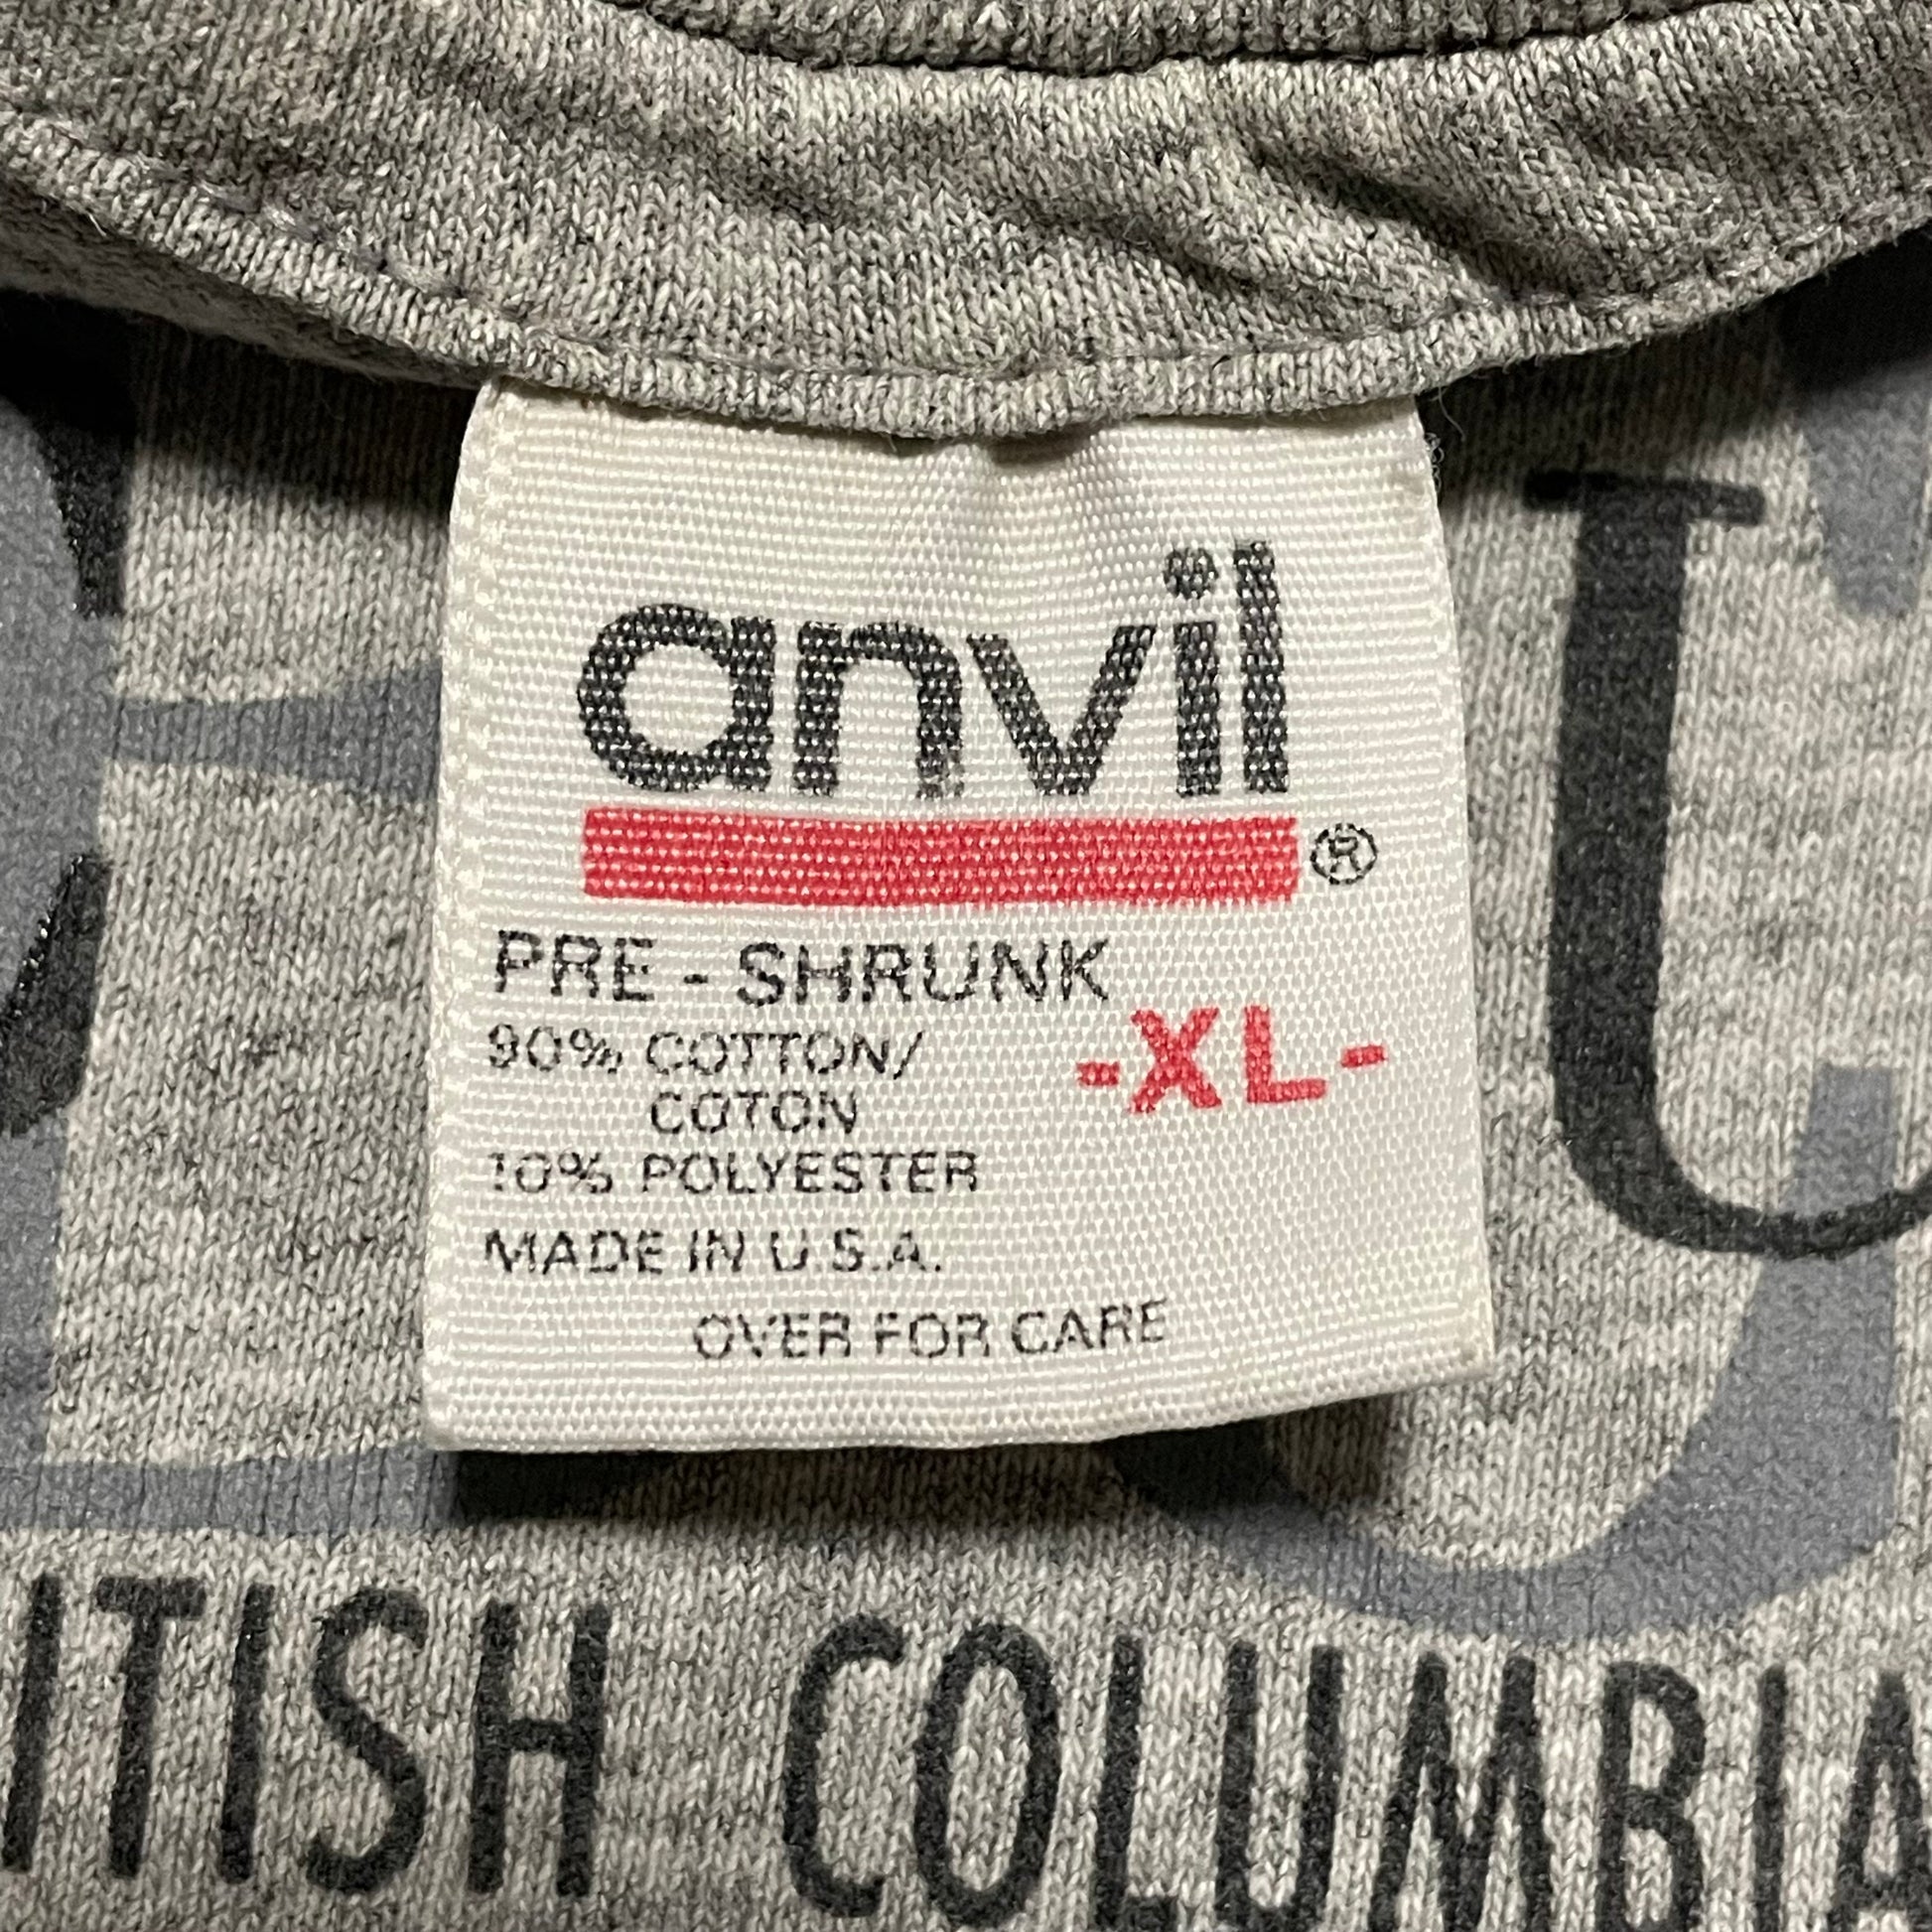 anvil
®
PRE - SHRUNK
90% COTTON/
COTON
-XL-
10% POLYESTER
MADE IN U.S.A.
OVER FOR CARE
ITISH COLUMBIA